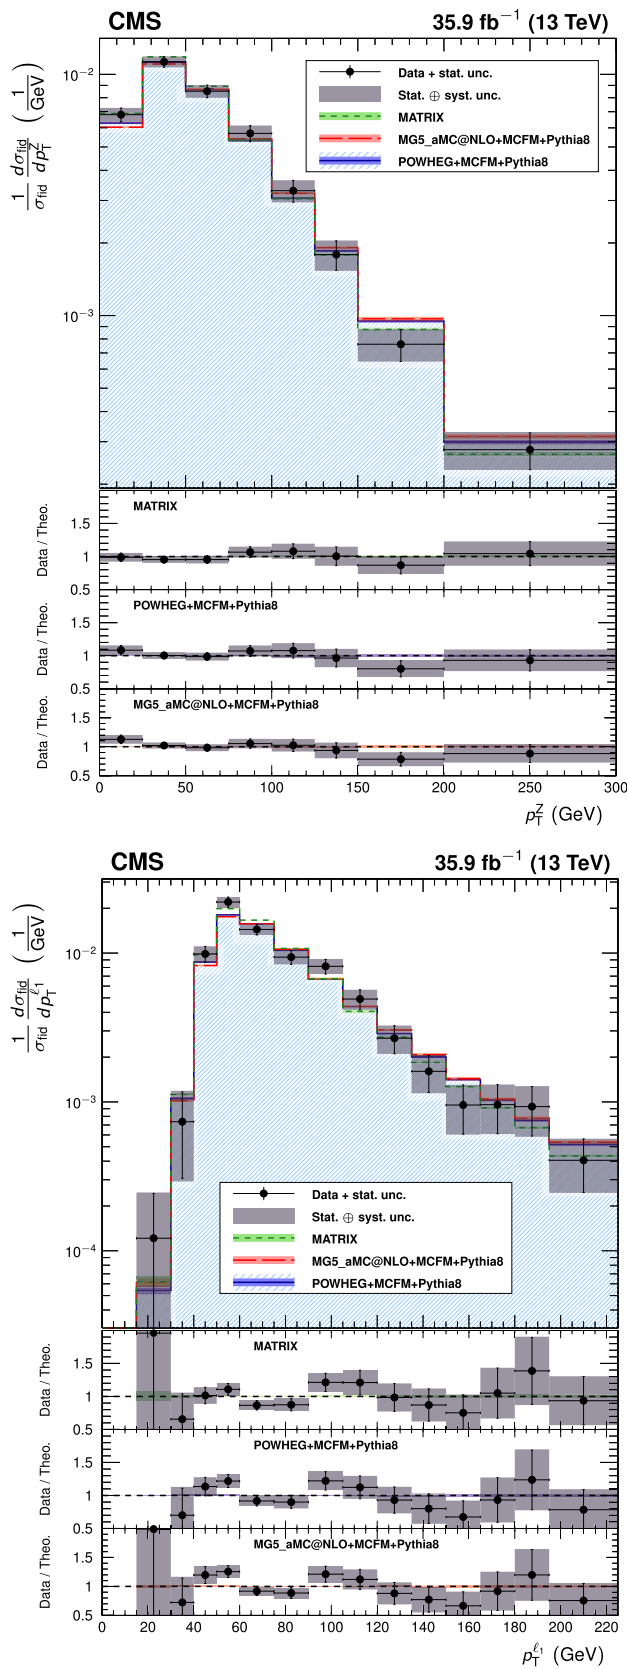 CMS 35.9 fb⁻¹ (13 TeV)
1/σ_fid dσ_fid/dp_T^Z (1/GeV)
10⁻²
10⁻³
Data + stat. unc.
Stat. ⊕ syst. unc.
MATRIX
MG5_aMC@NLO+MCFM+Pythia8
POWHEG+MCFM+Pythia8
Data / Theo.
1.5
1
0.5
MATRIX
Data / Theo.
1.5
1
0.5
POWHEG+MCFM+Pythia8
Data / Theo.
1.5
1
0.5
MG5_aMC@NLO+MCFM+Pythia8
0 50 100 150 200 250 300
p_T^Z (GeV)
CMS 35.9 fb⁻¹ (13 TeV)
1/σ_fid dσ_fid/dp_T^ℓ₁ (1/GeV)
10⁻²
10⁻³
10⁻⁴
Data + stat. unc.
Stat. ⊕ syst. unc.
MATRIX
MG5_aMC@NLO+MCFM+Pythia8
POWHEG+MCFM+Pythia8
Data / Theo.
1.5
1
0.5
MATRIX
Data / Theo.
1.5
1
0.5
POWHEG+MCFM+Pythia8
Data / Theo.
1.5
1
0.5
MG5_aMC@NLO+MCFM+Pythia8
0 20 40 60 80 100 120 140 160 180 200 220
p_T^ℓ₁ (GeV)